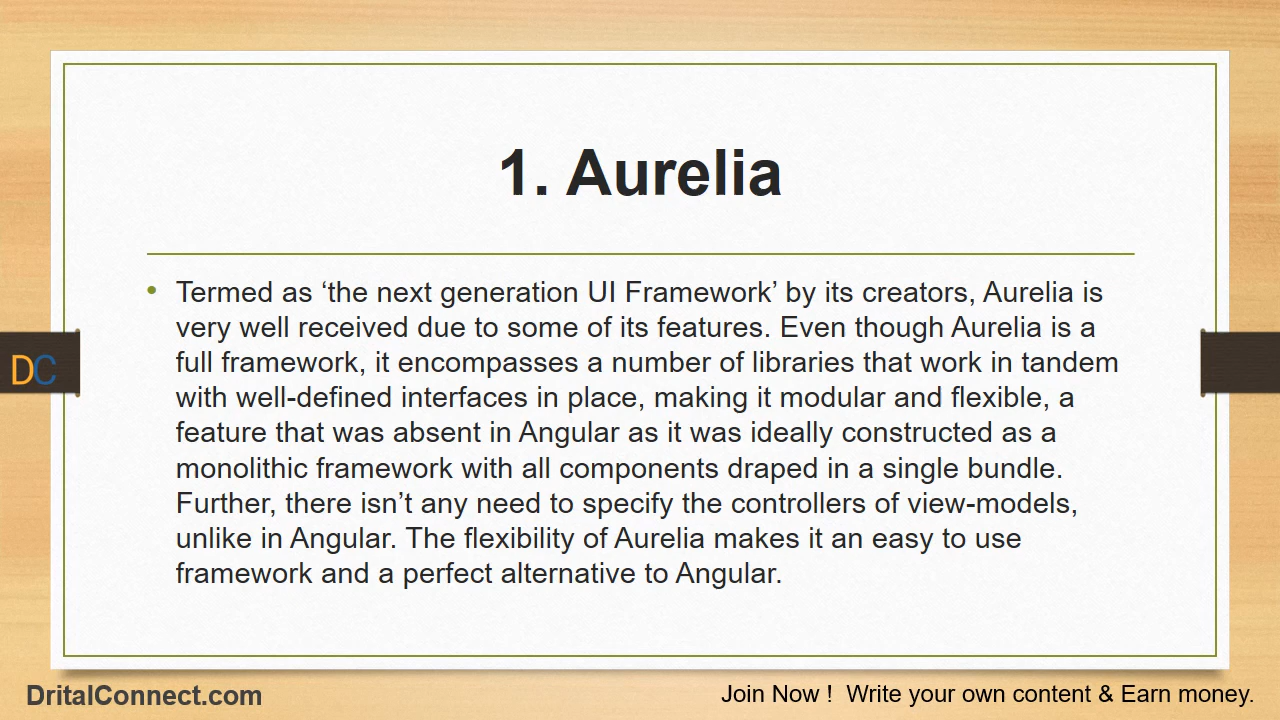 1. Aurelia
• Termed as ‘the next generation UI Framework’ by its creators, Aurelia is
very well received due to some of its features. Even though Aurelia is a
full framework, it encompasses a number of libraries that work in tandem
with well-defined interfaces in place, making it modular and flexible, a
feature that was absent in Angular as it was ideally constructed as a
monolithic framework with all components draped in a single bundle.
Further, there isn’t any need to specify the controllers of view-models,
unlike in Angular. The flexibility of Aurelia makes it an easy to use
framework and a perfect alternative to Angular.
DC
DritalConnect.com
Join Now !  Write your own content & Earn money.